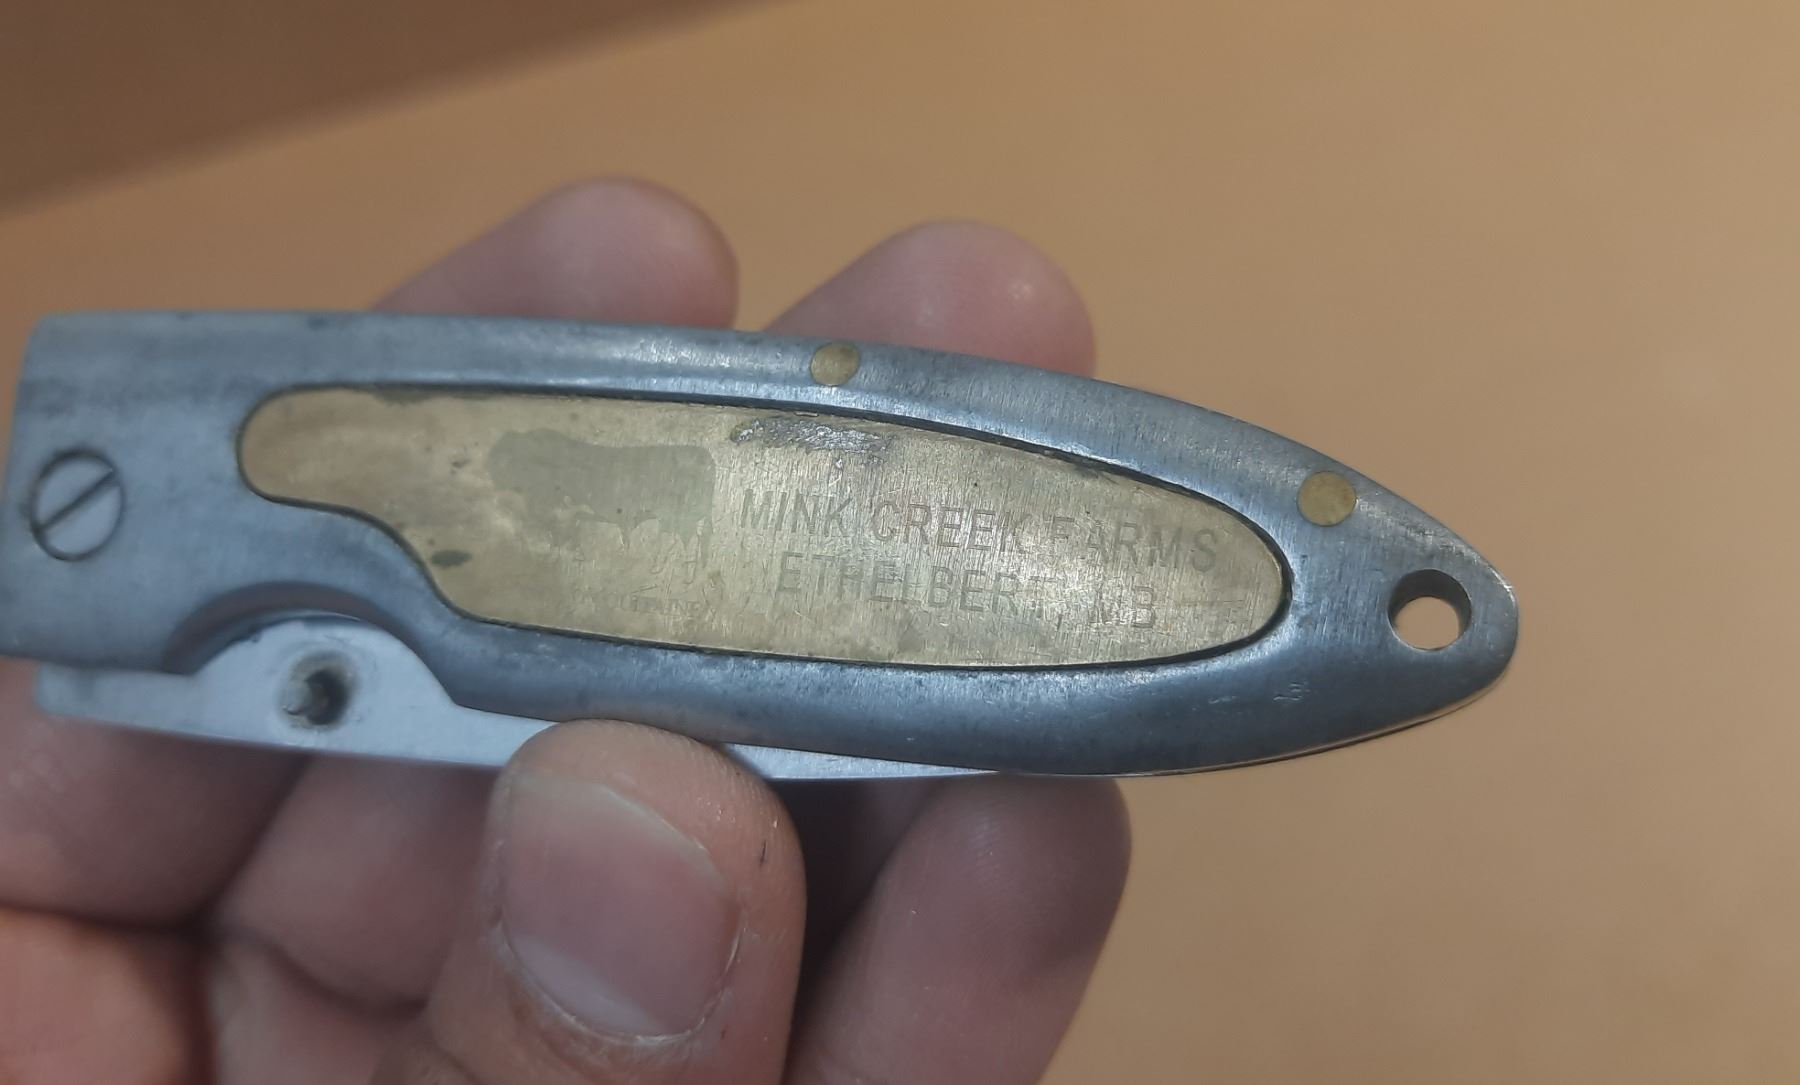 MINK CREEK FARMS
ETHELBERT, MB